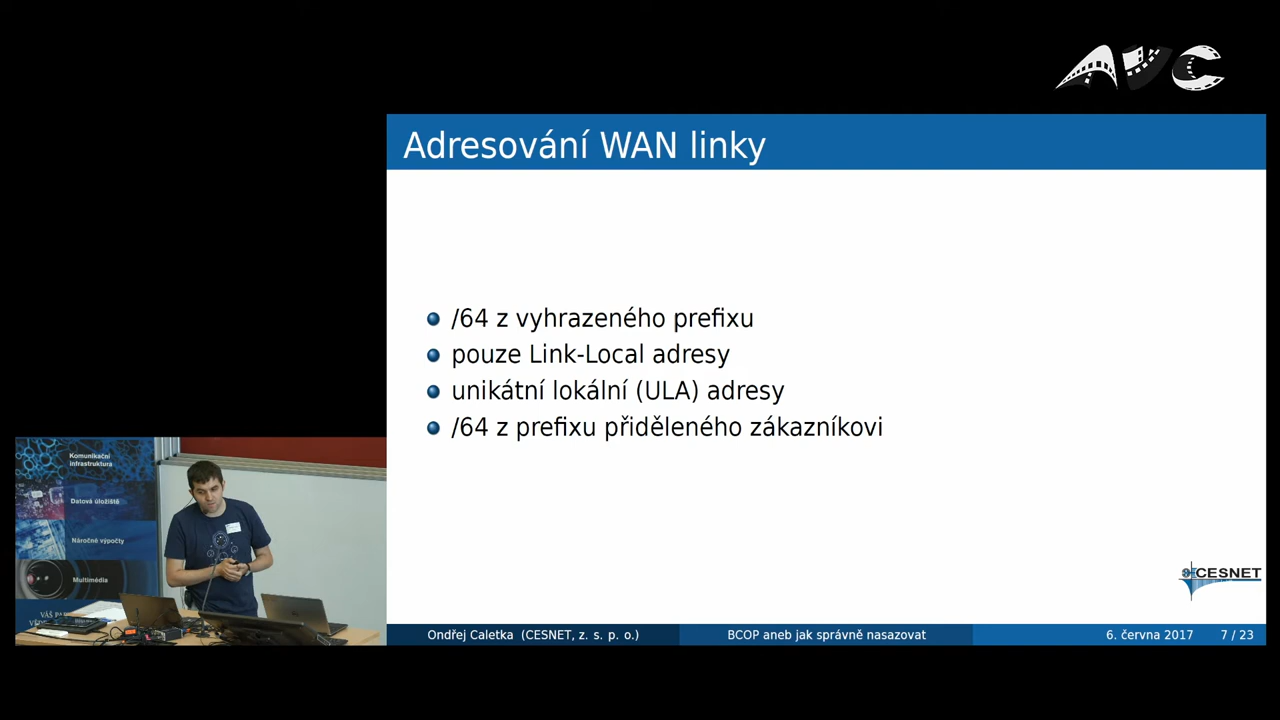 AVC
Adresování WAN linky
/64 z vyhrazeného prefixu
pouze Link-Local adresy
unikátní lokální (ULA) adresy
/64 z prefixu přiděleného zákazníkovi
Komunikační
infrastruktura
Datová úložiště
Náročné výpočty
Multimédia
CESNET
Ondřej Caletka (CESNET, z. s. p. o.)
BCOP aneb jak správně nasazovat
6. června 2017
7 / 23